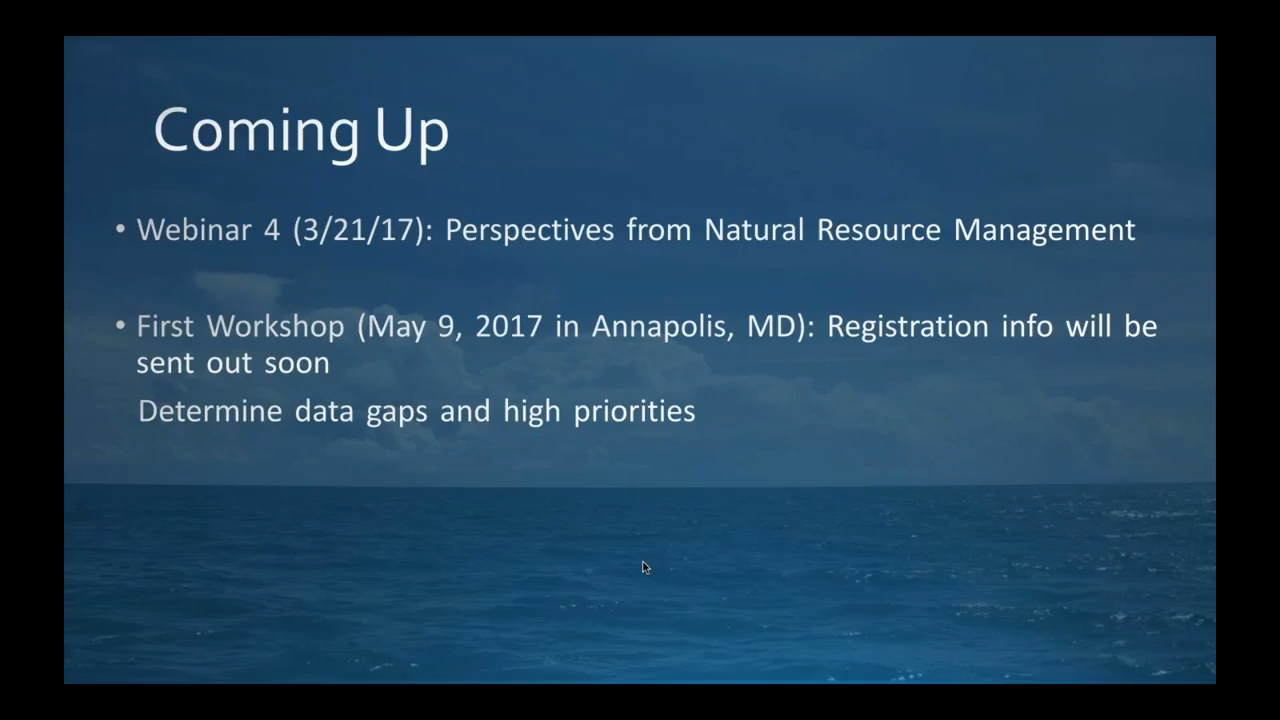 Coming Up
• Webinar 4 (3/21/17): Perspectives from Natural Resource Management
• First Workshop (May 9, 2017 in Annapolis, MD): Registration info will be
sent out soon
Determine data gaps and high priorities